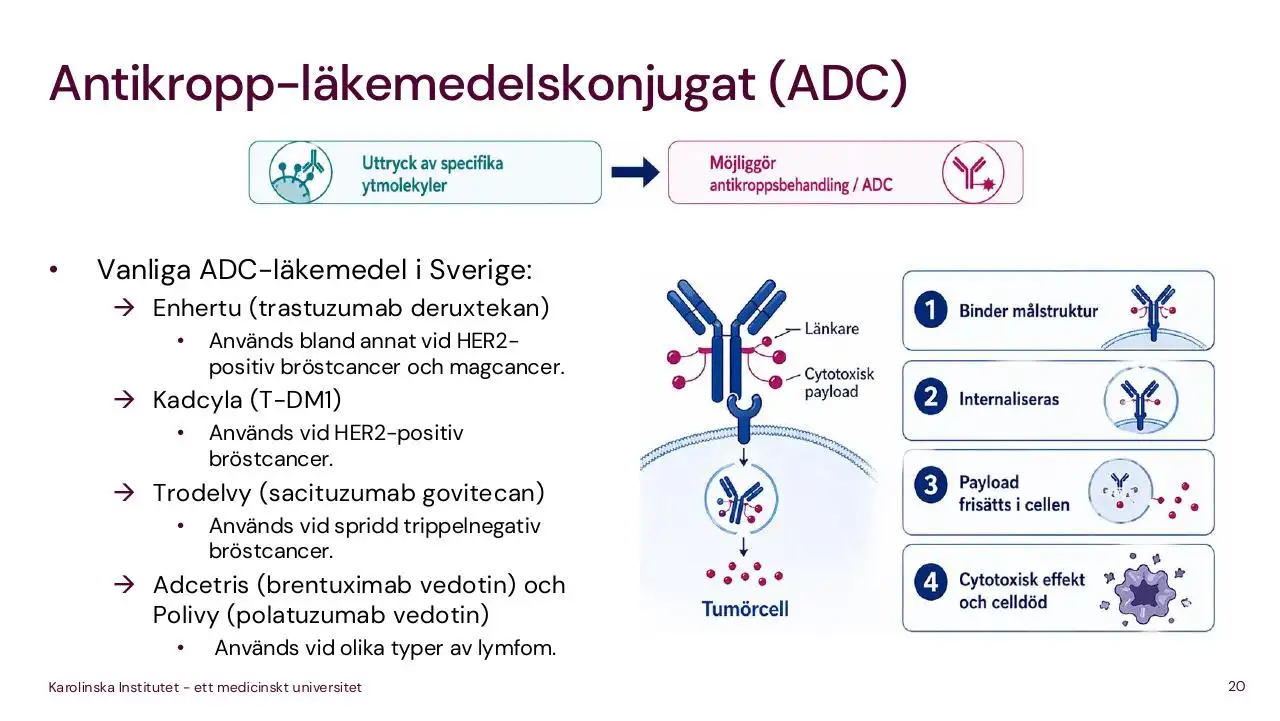 Antikropp-läkemedelskonjugat (ADC)
Uttryck av specifika
ytmolekyler
Möjliggör
antikroppsbehandling / ADC
• Vanliga ADC-läkemedel i Sverige:
→ Enhertu (trastuzumab deruxtekan)
• Används bland annat vid HER2-
positiv bröstcancer och magcancer.
→ Kadcyla (T-DM1)
• Används vid HER2-positiv
bröstcancer.
→ Trodelvy (sacituzumab govitecan)
• Används vid spridd trippelnegativ
bröstcancer.
→ Adcetris (brentuximab vedotin) och
Polivy (polatuzumab vedotin)
• Används vid olika typer av lymfom.
Länkare
Cytotoxisk
payload
Tumörcell
1 Binder målstruktur
2 Internaliseras
3 Payload
frisätts i cellen
4 Cytotoxisk effekt
och celldöd
Karolinska Institutet - ett medicinskt universitet
20